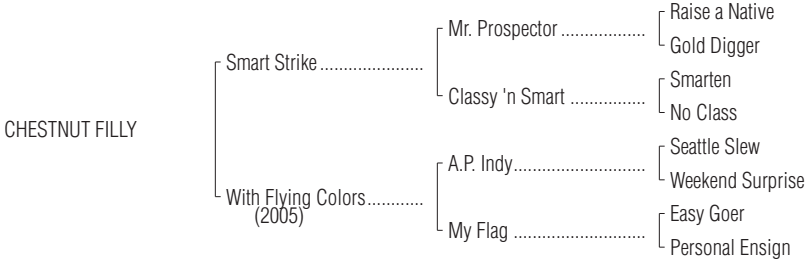 Raise a Native
Mr. Prospector ..................
Gold Digger
Smart Strike ......................
Smarten
Classy 'n Smart ................
No Class
CHESTNUT FILLY
Seattle Slew
A.P. Indy............................
Weekend Surprise
With Flying Colors............
(2005)
Easy Goer
My Flag ............................
Personal Ensign